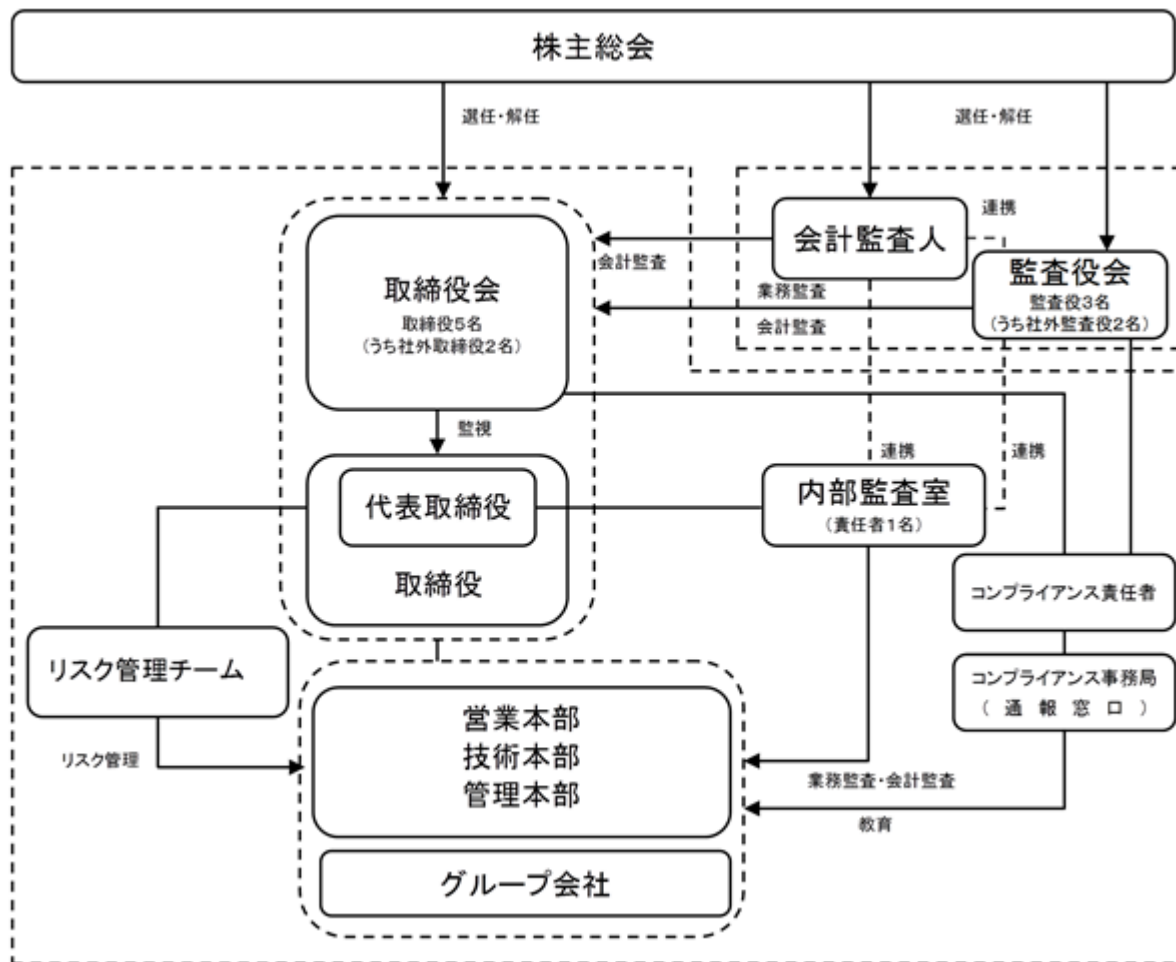 株主総会
選任・解任
選任・解任
会計監査人
連携
監査役会
監査役3名
(うち社外監査役2名)
会計監査
業務監査
会計監査
取締役会
取締役5名
(うち社外取締役2名)
監視
代表取締役
取締役
連携
連携
内部監査室
(責任者1名)
コンプライアンス責任者
コンプライアンス事務局
(通報窓口)
リスク管理チーム
リスク管理
営業本部
技術本部
管理本部
業務監査・会計監査
教育
グループ会社